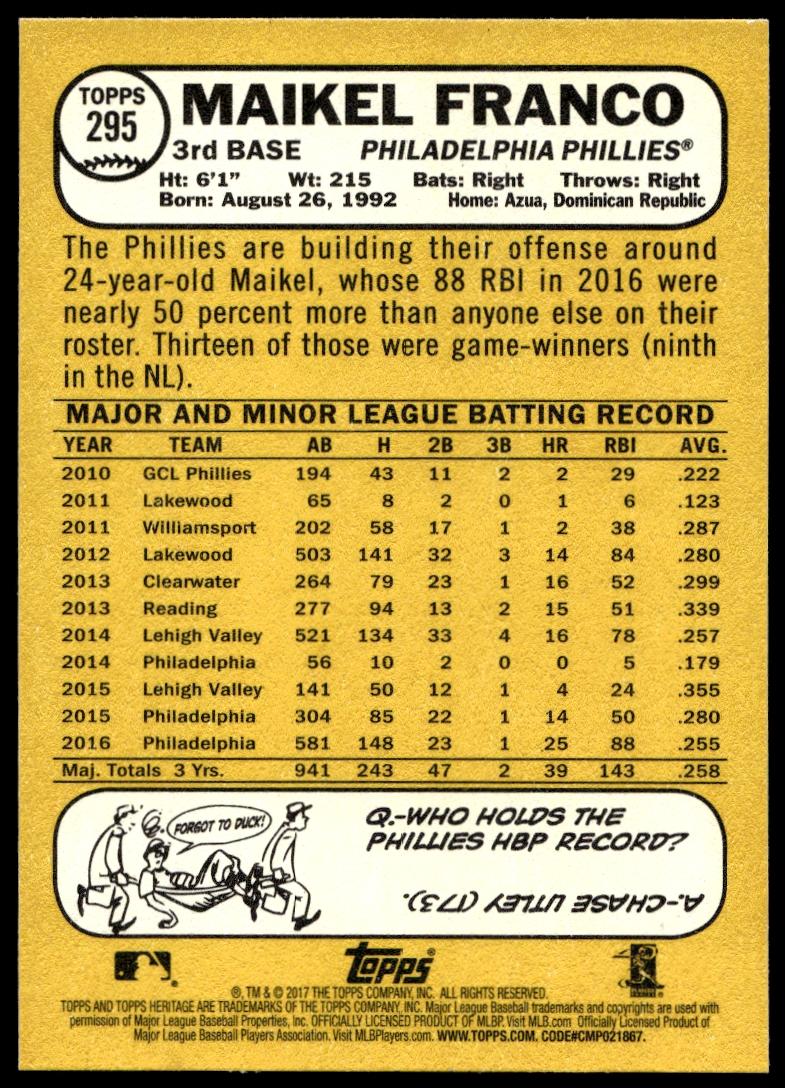 TOPPS
295
MAIKEL FRANCO
3rd BASE PHILADELPHIA PHILLIES®
Ht: 6'1" Wt: 215 Bats: Right Throws: Right
Born: August 26, 1992 Home: Azua, Dominican Republic
The Phillies are building their offense around
24-year-old Maikel, whose 88 RBI in 2016 were
nearly 50 percent more than anyone else on their
roster. Thirteen of those were game-winners (ninth
in the NL).
MAJOR AND MINOR LEAGUE BATTING RECORD
YEAR TEAM AB H 2B 3B HR RBI AVG.
2010 GCL Phillies 194 43 11 2 2 29 .222
2011 Lakewood 65 8 2 0 1 6 .123
2011 Williamsport 202 58 17 1 2 38 .287
2012 Lakewood 503 141 32 3 14 84 .280
2013 Clearwater 264 79 23 1 16 52 .299
2013 Reading 277 94 13 2 15 51 .339
2014 Lehigh Valley 521 134 33 4 16 78 .257
2014 Philadelphia 56 10 2 0 0 5 .179
2015 Lehigh Valley 141 50 12 1 4 24 .355
2015 Philadelphia 304 85 22 1 14 50 .280
2016 Philadelphia 581 148 23 1 25 88 .255
Maj. Totals 3 Yrs. 941 243 47 2 39 143 .258
FORGOT TO DUCK!
Q.-WHO HOLDS THE
PHILLIES HBP RECORD?
A.-CHASE UTLEY (173).
topps®
®, TM & © 2017 THE TOPPS COMPANY, INC. ALL RIGHTS RESERVED.
TOPPS AND TOPPS HERITAGE ARE TRADEMARKS OF THE TOPPS COMPANY, INC. Major League Baseball trademarks and copyrights are used with
permission of Major League Baseball Properties, Inc. OFFICIALLY LICENSED PRODUCT OF MLBP. Visit MLB.com Officially Licensed Product of
Major League Baseball Players Association. Visit MLBPlayers.com. WWW.TOPPS.COM. CODE#CMP021867.